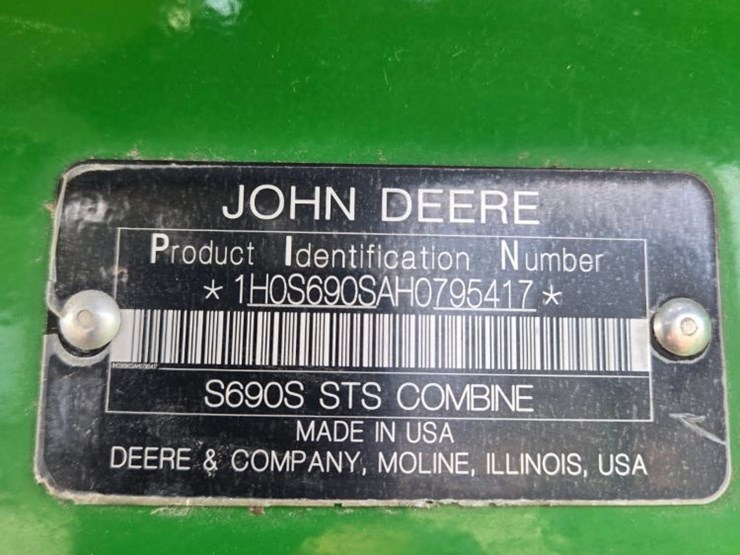 JOHN DEERE
Product Identification Number
* 1H0S690SAH0795417 *
S690S STS COMBINE
MADE IN USA
DEERE & COMPANY, MOLINE, ILLINOIS, USA